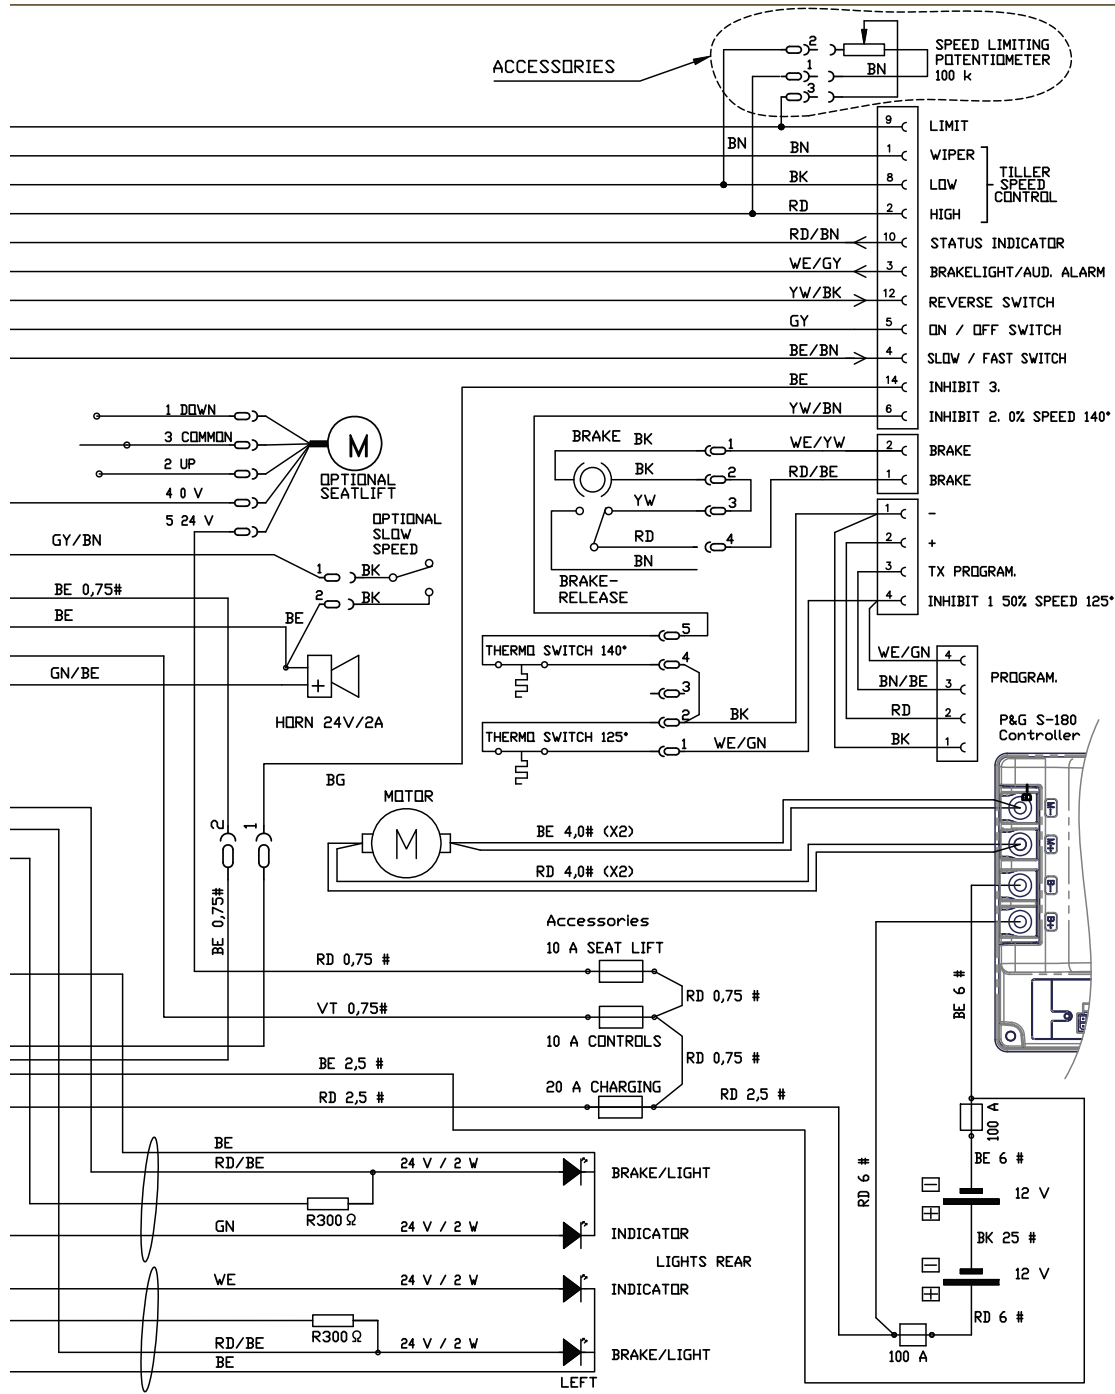 ACCESSORIES
2
1
3
BN
SPEED LIMITING
POTENTIOMETER
100 k
BN
9 LIMIT
BN 1 WIPER
BK 8 LOW
RD 2 HIGH
TILLER
SPEED
CONTROL
RD/BN 10 STATUS INDICATOR
WE/GY 3 BRAKELIGHT/AUD. ALARM
YW/BK 12 REVERSE SWITCH
GY 5 ON / OFF SWITCH
BE/BN 4 SLOW / FAST SWITCH
BE 14 INHIBIT 3.
YW/BN 6 INHIBIT 2. 0% SPEED 140°
1 DOWN
3 COMMON
2 UP
4 0 V
5 24 V
M
OPTIONAL
SEATLIFT
BRAKE
BK 1 WE/YW 2 BRAKE
BK 2 RD/BE 1 BRAKE
YW 3
RD 4
BN
BRAKE-
RELEASE
1 -
2 +
3 TX PROGRAM.
4 INHIBIT 1 50% SPEED 125°
GY/BN
OPTIONAL
SLOW
SPEED
1 BK
2 BK
BE 0,75#
BE
BE
GN/BE
+
HORN 24V/2A
5
THERMO SWITCH 140°
4
3
2 BK
THERMO SWITCH 125°
1 WE/GN
WE/GN 4
BN/BE 3
RD 2
BK 1
PROGRAM.
P&G S-180
Controller
BG
2
1
BE 0,75#
MOTOR
M
BE 4,0# (X2)
RD 4,0# (X2)
B
M-
M+
B-
B+
Accessories
10 A SEAT LIFT
RD 0,75 #
RD 0,75 #
VT 0,75#
10 A CONTROLS
RD 0,75 #
BE 2,5 #
20 A CHARGING
RD 2,5 #
RD 2,5 #
BE 6 #
100 A
BE 6 #
RD 6 #
12 V
BK 25 #
12 V
RD 6 #
100 A
BE
RD/BE 24 V / 2 W BRAKE/LIGHT
R300 Ω
GN 24 V / 2 W INDICATOR
LIGHTS REAR
WE 24 V / 2 W INDICATOR
R300 Ω
RD/BE 24 V / 2 W BRAKE/LIGHT
BE
LEFT